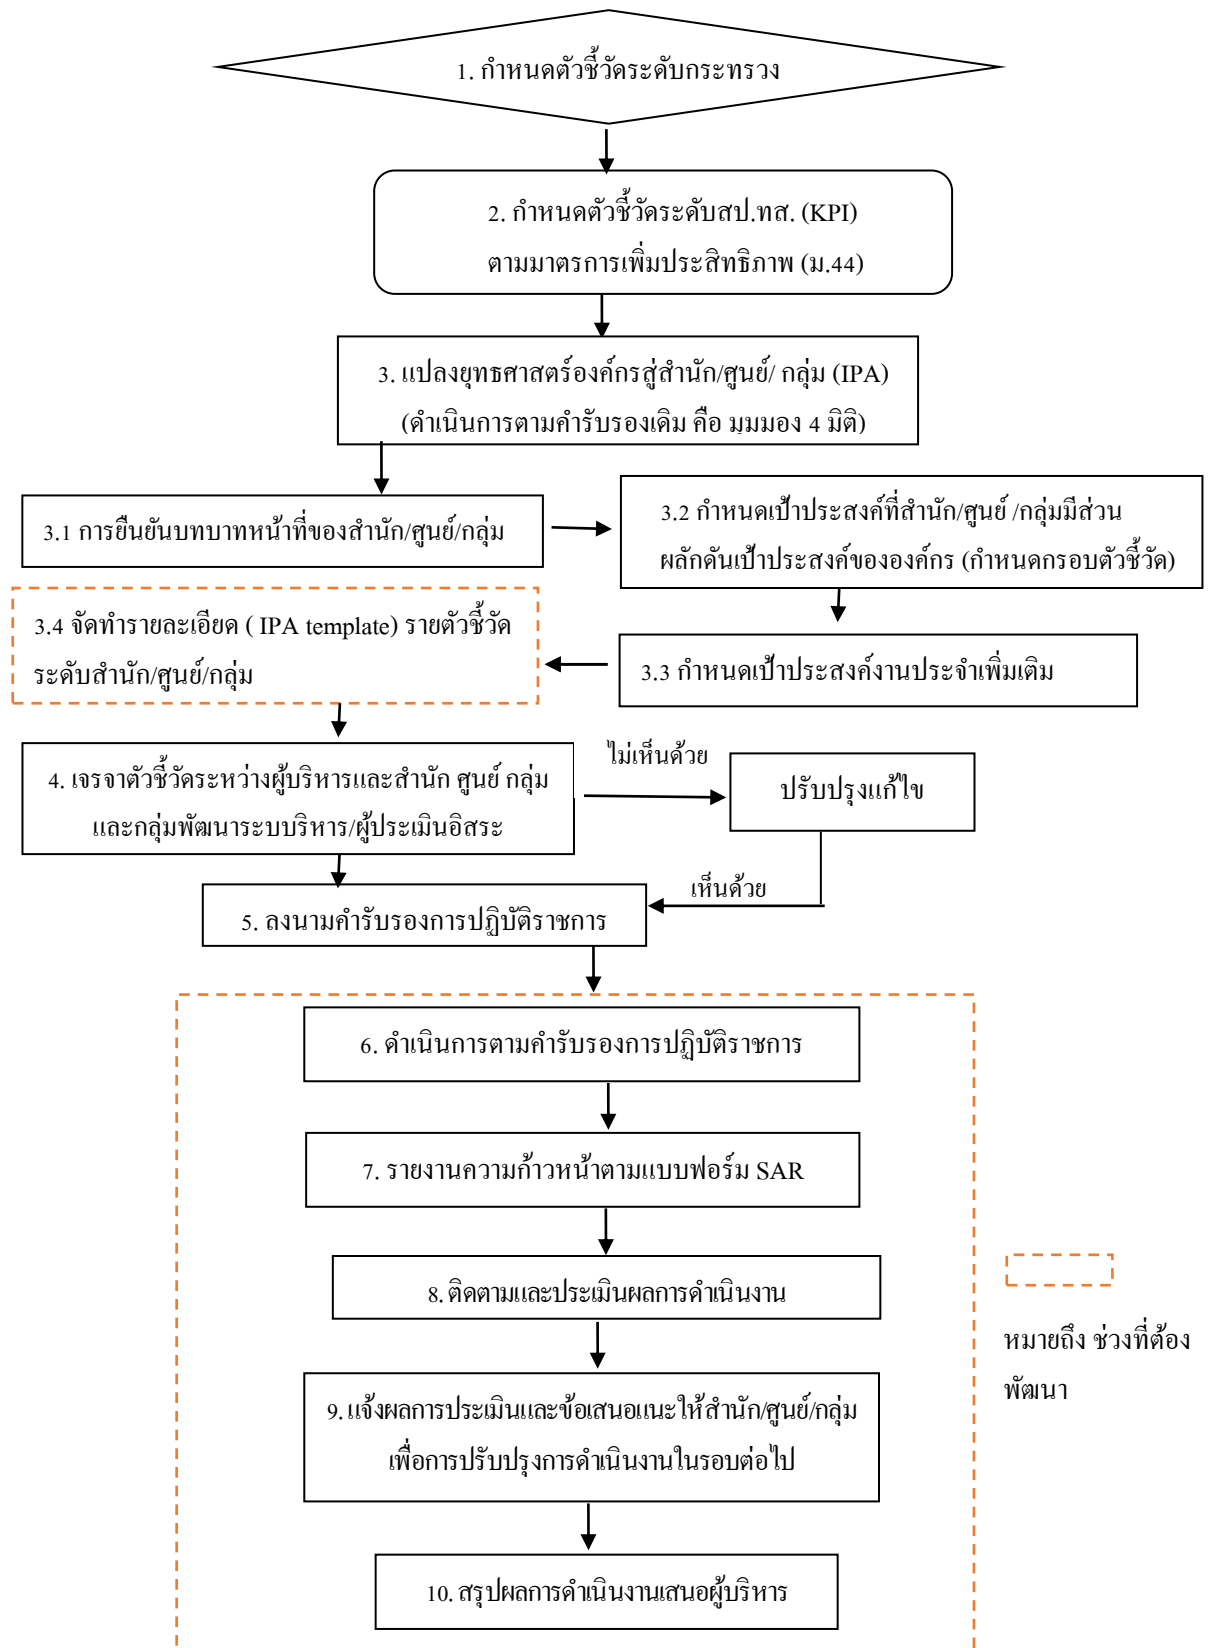 1. กำหนดตัวชี้วัดระดับกระทรวง
2. กำหนดตัวชี้วัดระดับสป.ทส. (KPI)
ตามมาตรการเพิ่มประสิทธิภาพ (ม.44)
3. แปลงยุทธศาสตร์องค์กรสู่สำนัก/ศูนย์/ กลุ่ม (IPA)
(ดำเนินการตามคำรับรองเดิม คือ มุมมอง 4 มิติ)
3.1 การยืนยันบทบาทหน้าที่ของสำนัก/ศูนย์/กลุ่ม
3.2 กำหนดเป้าประสงค์ที่สำนัก/ศูนย์ /กลุ่มมีส่วน
ผลักดันเป้าประสงค์ขององค์กร (กำหนดกรอบตัวชี้วัด)
3.3 กำหนดเป้าประสงค์งานประจำเพิ่มเติม
3.4 จัดทำรายละเอียด ( IPA template) รายตัวชี้วัด
ระดับสำนัก/ศูนย์/กลุ่ม
4. เจรจาตัวชี้วัดระหว่างผู้บริหารและสำนัก ศูนย์ กลุ่ม
และกลุ่มพัฒนาระบบบริหาร/ผู้ประเมินอิสระ
ไม่เห็นด้วย
ปรับปรุงแก้ไข
เห็นด้วย
5. ลงนามคำรับรองการปฏิบัติราชการ
6. ดำเนินการตามคำรับรองการปฏิบัติราชการ
7. รายงานความก้าวหน้าตามแบบฟอร์ม SAR
8. ติดตามและประเมินผลการดำเนินงาน
9. แจ้งผลการประเมินและข้อเสนอแนะให้สำนัก/ศูนย์/กลุ่ม
เพื่อการปรับปรุงการดำเนินงานในรอบต่อไป
10. สรุปผลการดำเนินงานเสนอผู้บริหาร
หมายถึง ช่วงที่ต้อง
พัฒนา